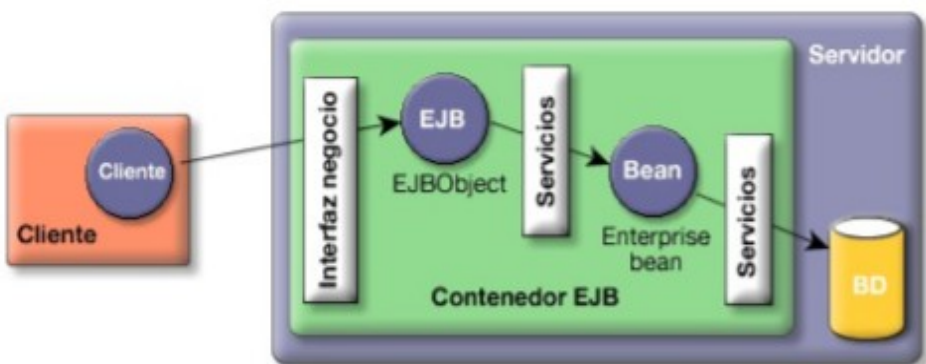 Servidor
Interfaz negocio
EJB
EJBObject
Servicios
Bean
Enterprise
bean
Servicios
Cliente
Cliente
Contenedor EJB
BD